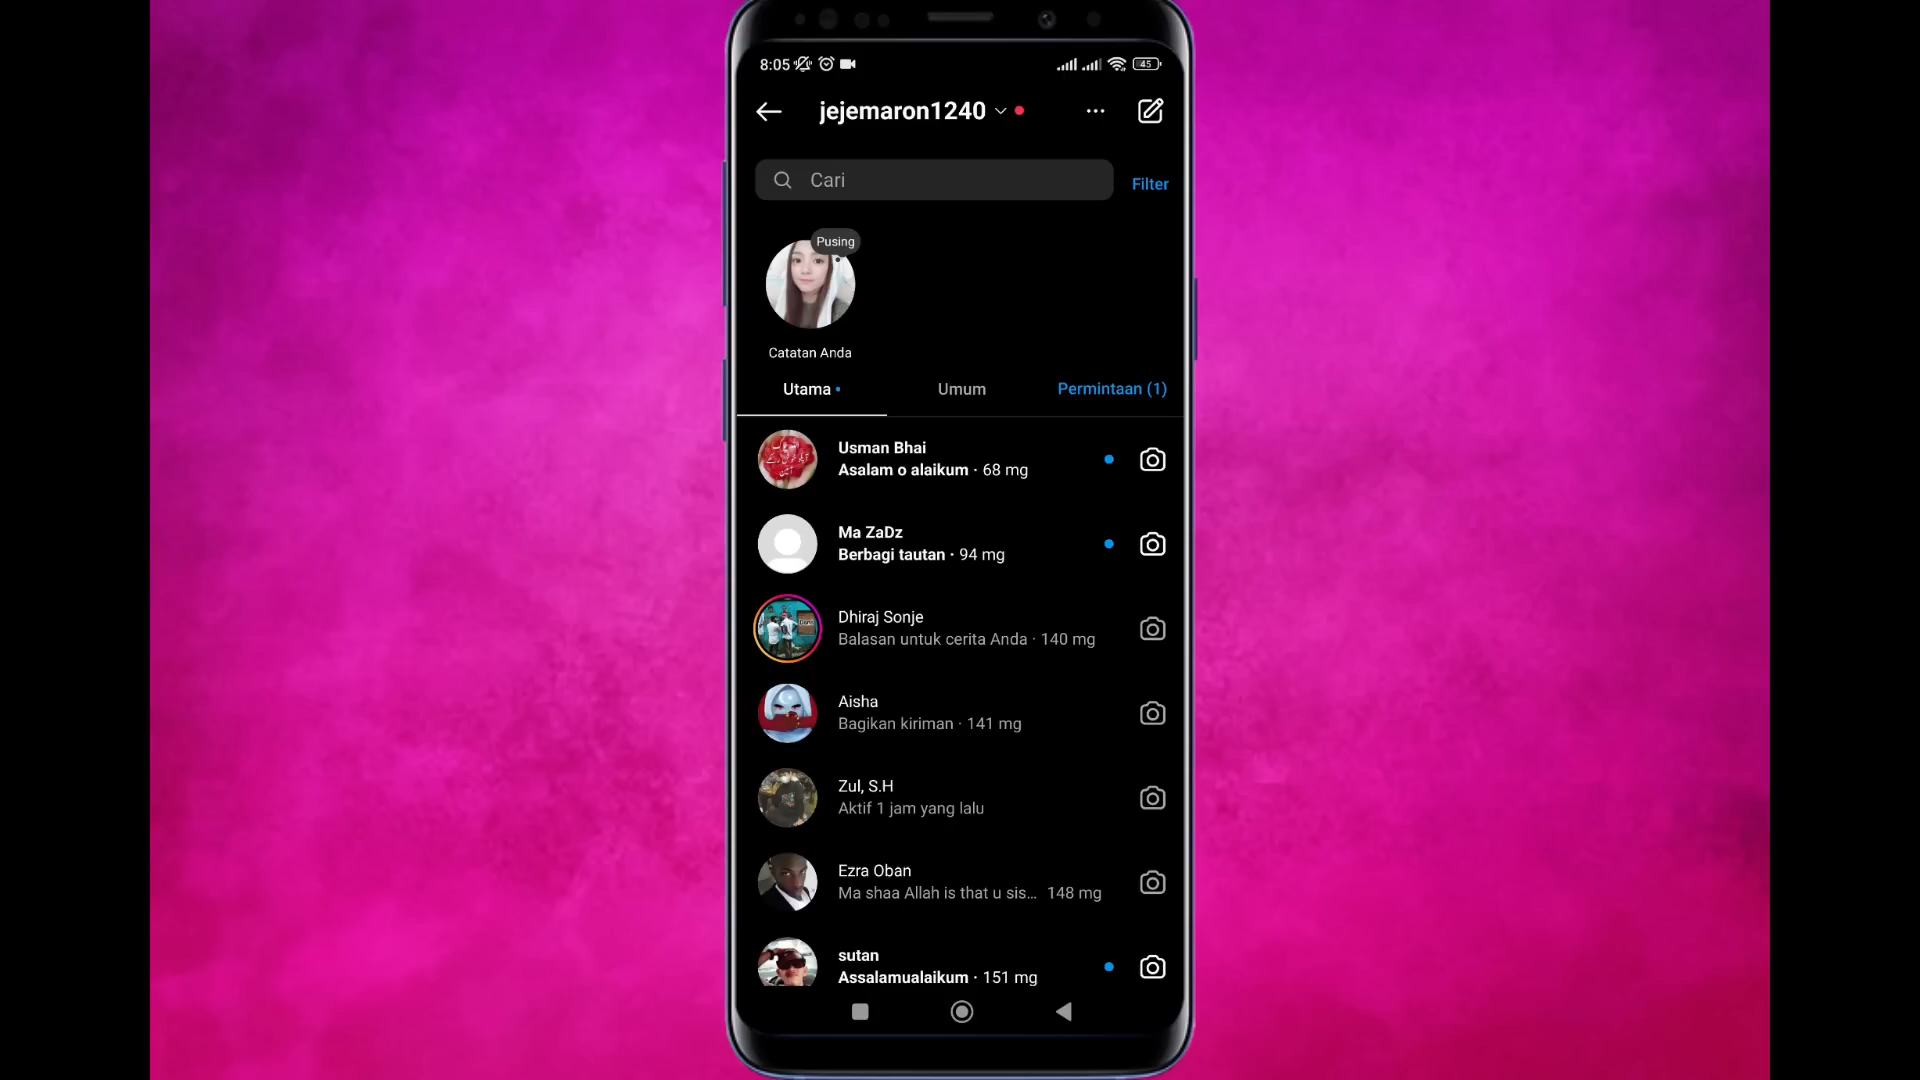 8:05
45
jejemaron1240
Cari
Filter
Pusing
Catatan Anda
Utama
Umum
Permintaan (1)
Usman Bhai
Asalam o alaikum · 68 mg
Ma ZaDz
Berbagi tautan · 94 mg
Dhiraj Sonje
Balasan untuk cerita Anda · 140 mg
Aisha
Bagikan kiriman · 141 mg
Zul, S.H
Aktif 1 jam yang lalu
Ezra Oban
Ma shaa Allah is that u sis... 148 mg
sutan
Assalamualaikum · 151 mg